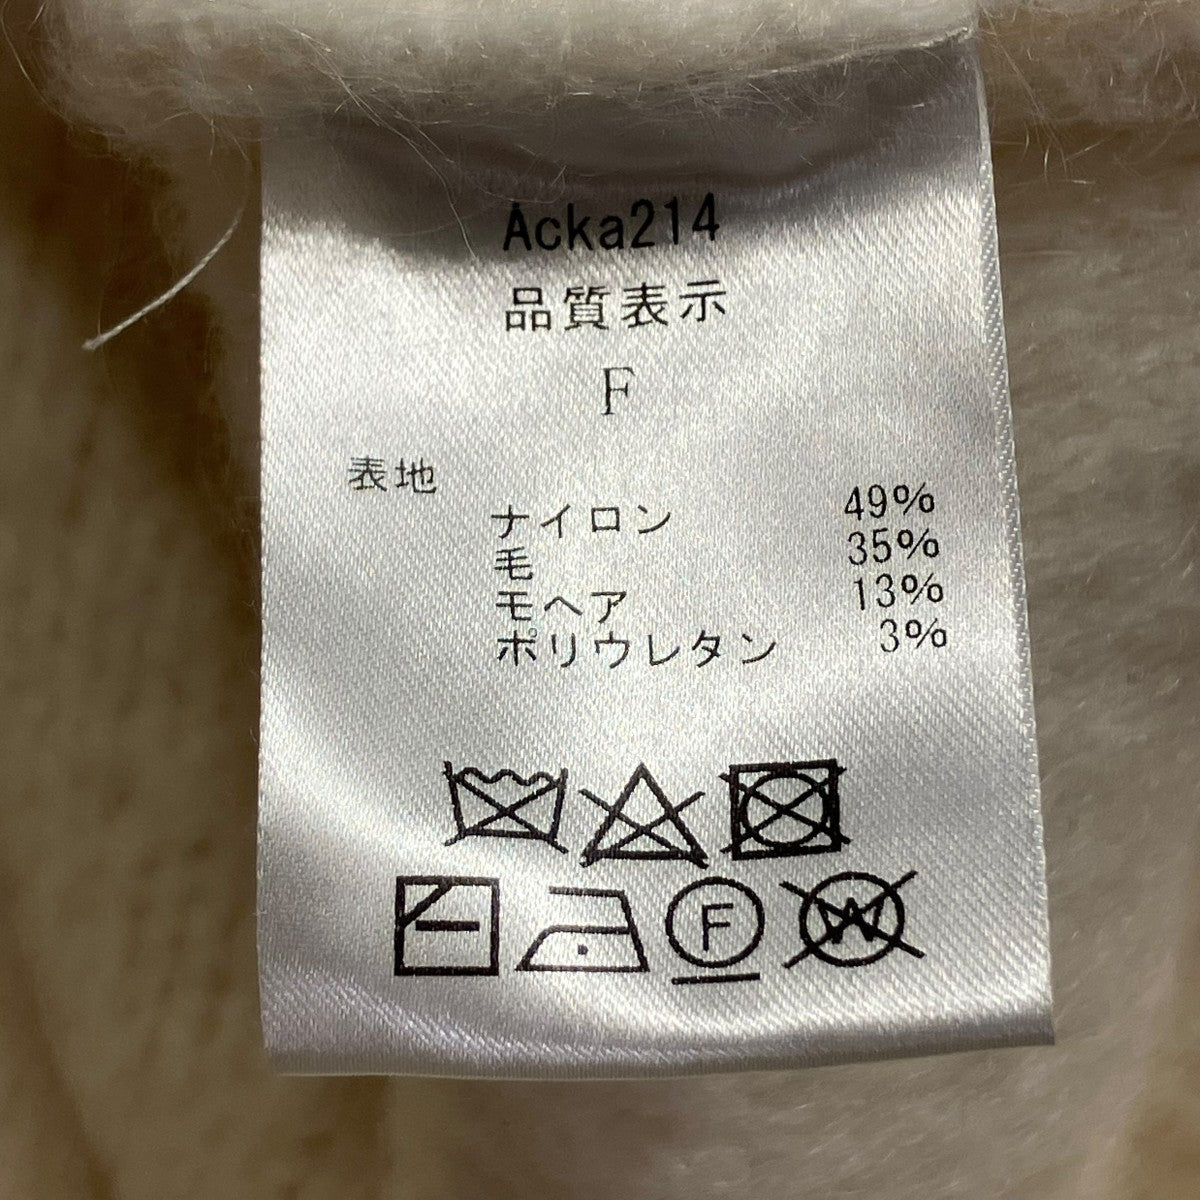 Acka214
品質表示
F
表地
ナイロン 49%
毛 35%
モヘア 13%
ポリウレタン 3%
F W